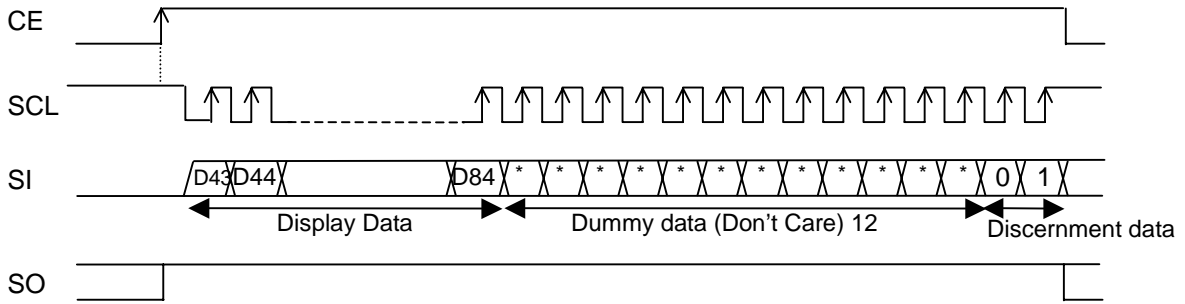 CE
SCL
SI D43 D44 D84 * * * * * * * * * * * * 0 1
Display Data Dummy data (Don't Care) 12 Discernment data
SO